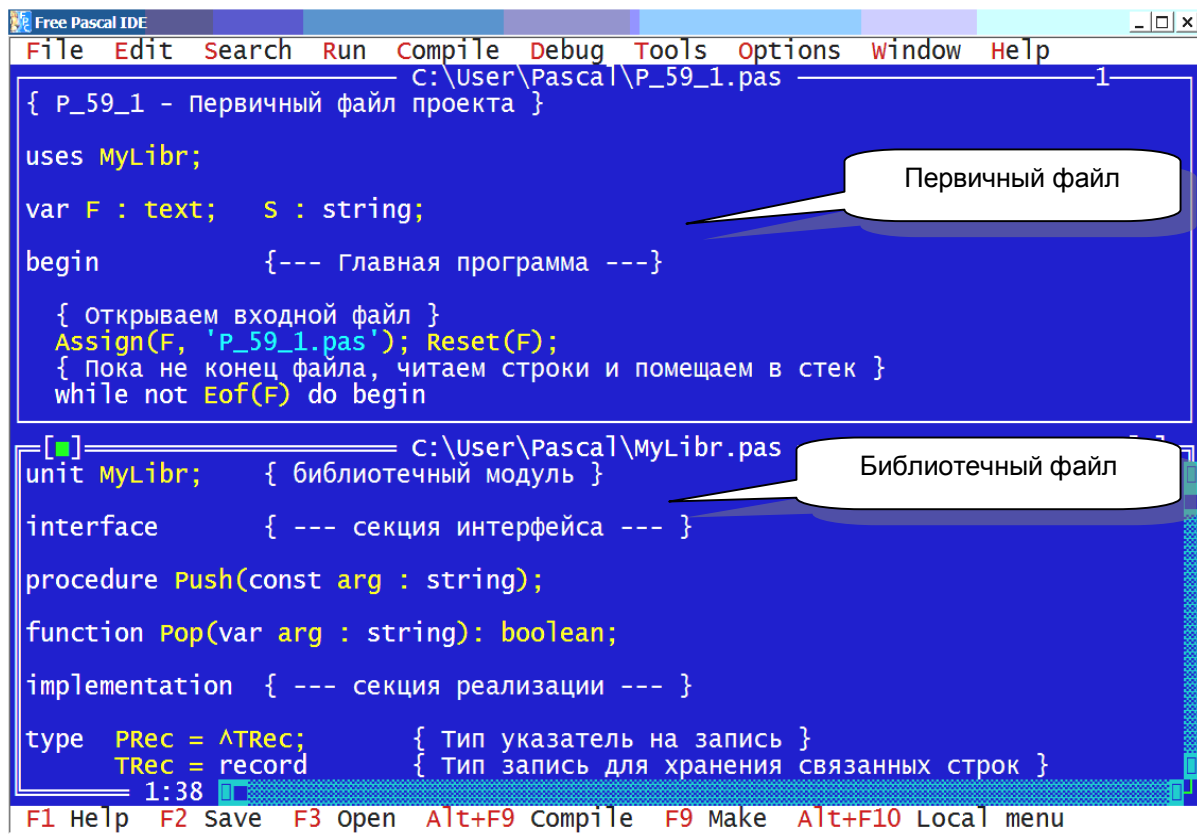 Free Pascal IDE
File Edit Search Run Compile Debug Tools Options Window Help
C:\User\Pascal\P_59_1.pas 1
{ P_59_1 - Первичный файл проекта }
uses MyLibr;
Первичный файл
var F : text; S : string;
begin {--- Главная программа ---}
{ Открываем входной файл }
Assign(F, 'P_59_1.pas'); Reset(F);
{ Пока не конец файла, читаем строки и помещаем в стек }
while not Eof(F) do begin
C:\User\Pascal\MyLibr.pas
Библиотечный файл
unit MyLibr; { библиотечный модуль }
interface { --- секция интерфейса --- }
procedure Push(const arg : string);
function Pop(var arg : string): boolean;
implementation { --- секция реализации --- }
type PRec = ^TRec; { Тип указатель на запись }
TRec = record { Тип запись для хранения связанных строк }
1:38
F1 Help F2 Save F3 Open Alt+F9 Compile F9 Make Alt+F10 Local menu